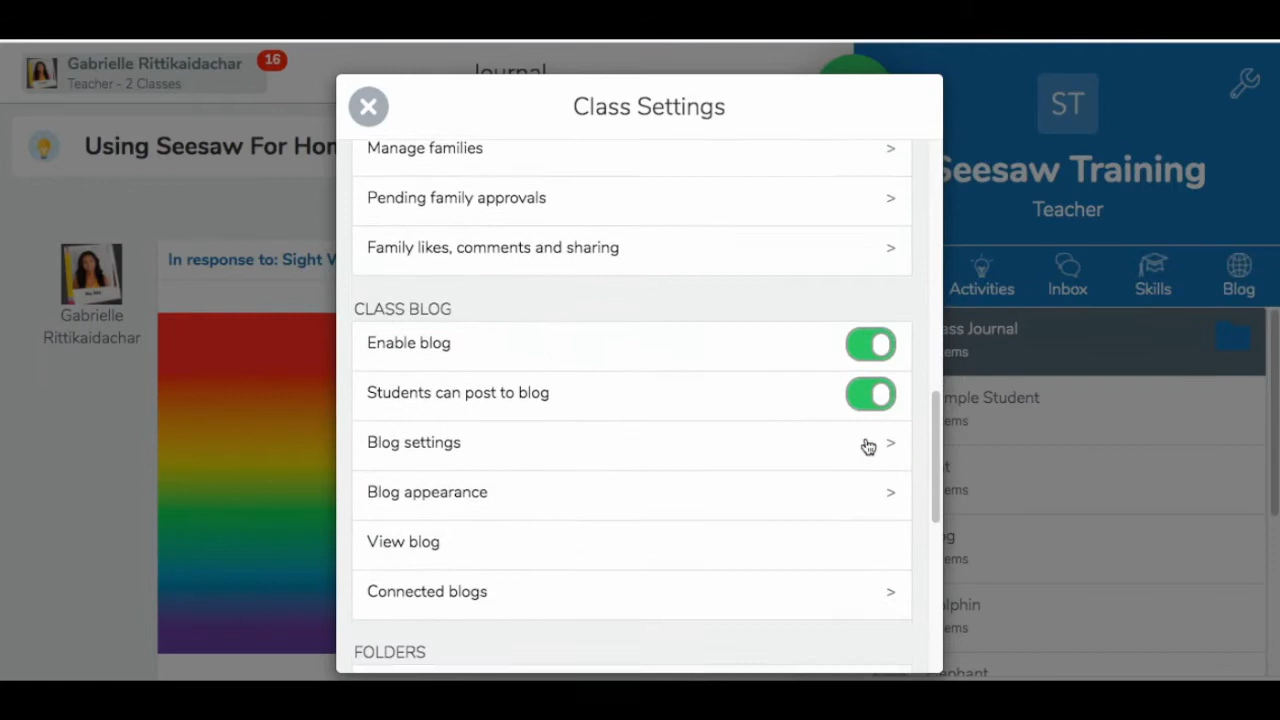 Gabrielle Rittikaidachar
16
Teacher - 2 Classes
Journal
Using Seesaw For Hom
In response to: Sight
Gabrielle
Rittikaidachar
Class Settings
Manage families >
Pending family approvals >
Family likes, comments and sharing >
CLASS BLOG
Enable blog
Students can post to blog
Blog settings >
Blog appearance >
View blog
Connected blogs >
FOLDERS
ST
Seesaw Training
Teacher
Activities
Inbox
Skills
Blog
ass Journal
ems
mple Student
ems
ems
ems
olphin
ems
Elephant